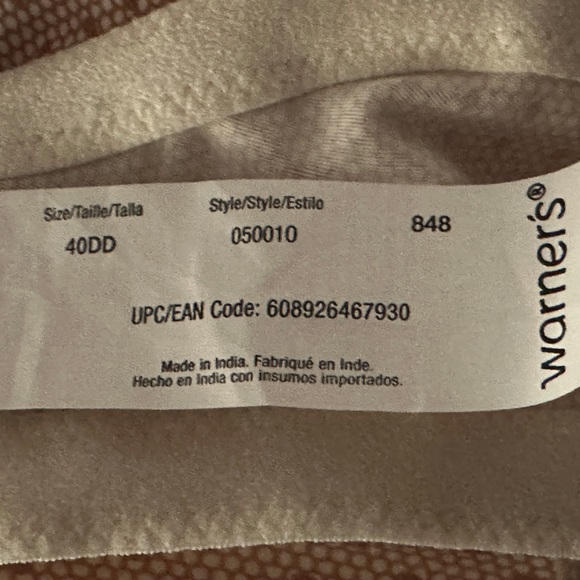 Size/Taille/Talla
40DD
Style/Style/Estilo
050010
848
UPC/EAN Code: 608926467930
Made in India. Fabriqué en Inde.
Hecho en India con insumos importados.
warner's®